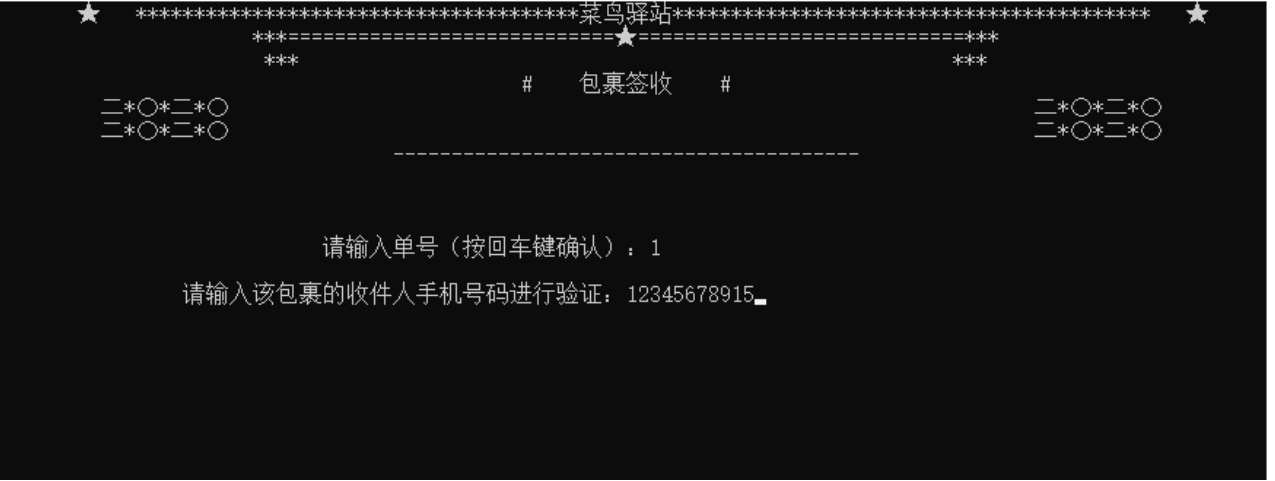 ★ **************************************菜鸟驿站***************************************** ★
***============================★============================***
*** ***
# 包裹签收 #
二*○*二*○ 二*○*二*○
二*○*二*○ 二*○*二*○
----------------------------------------
请输入单号（按回车键确认）：1
请输入该包裹的收件人手机号码进行验证：12345678915